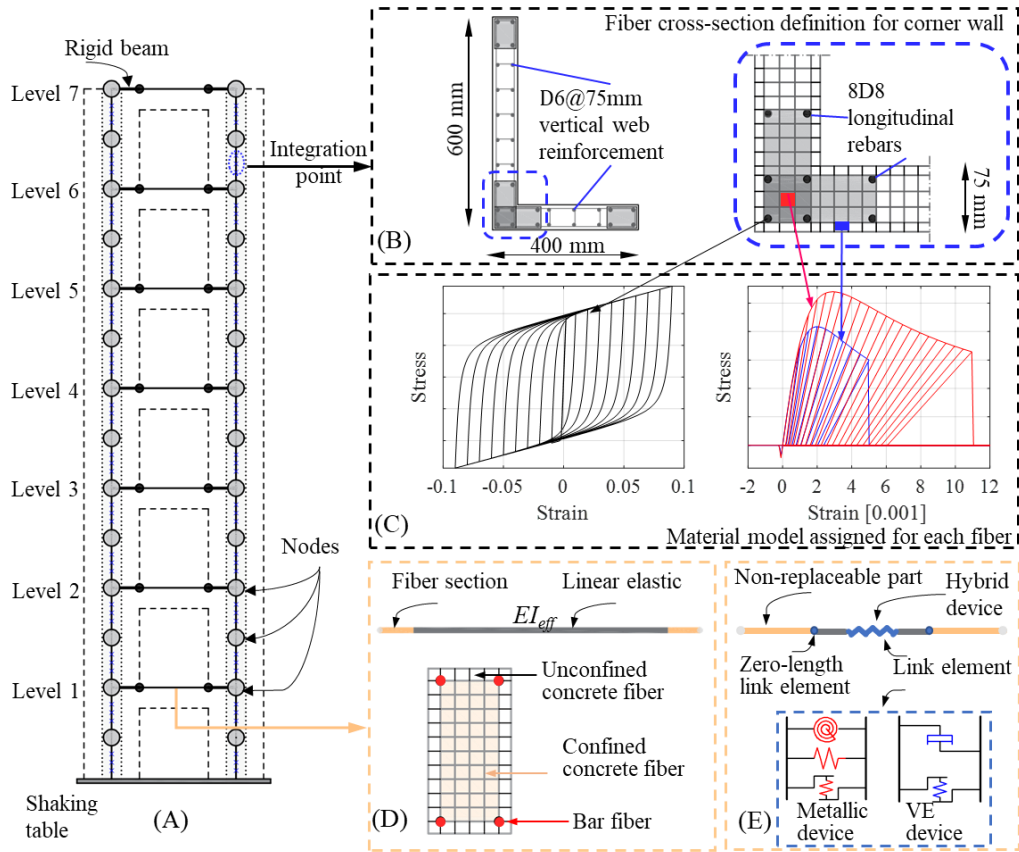 Rigid beam
Level 7
Level 6
Level 5
Level 4
Level 3
Level 2
Level 1
Integration
point
Nodes
Shaking
table
(A)
Fiber cross-section definition for corner wall
600 mm
D6@75mm
vertical web
reinforcement
400 mm
8D8
longitudinal
rebars
75 mm
(B)
Stress
-0.1
-0.05
0
0.05
0.1
Strain
Stress
-2
0
2
4
6
8
10
12
Strain [0.001]
(C)
Material model assigned for each fiber
Fiber section
Linear elastic
EIeff
Unconfined
concrete fiber
Confined
concrete fiber
Bar fiber
(D)
Non-replaceable part
Hybrid
device
Zero-length
link element
Link element
Metallic
device
VE
device
(E)